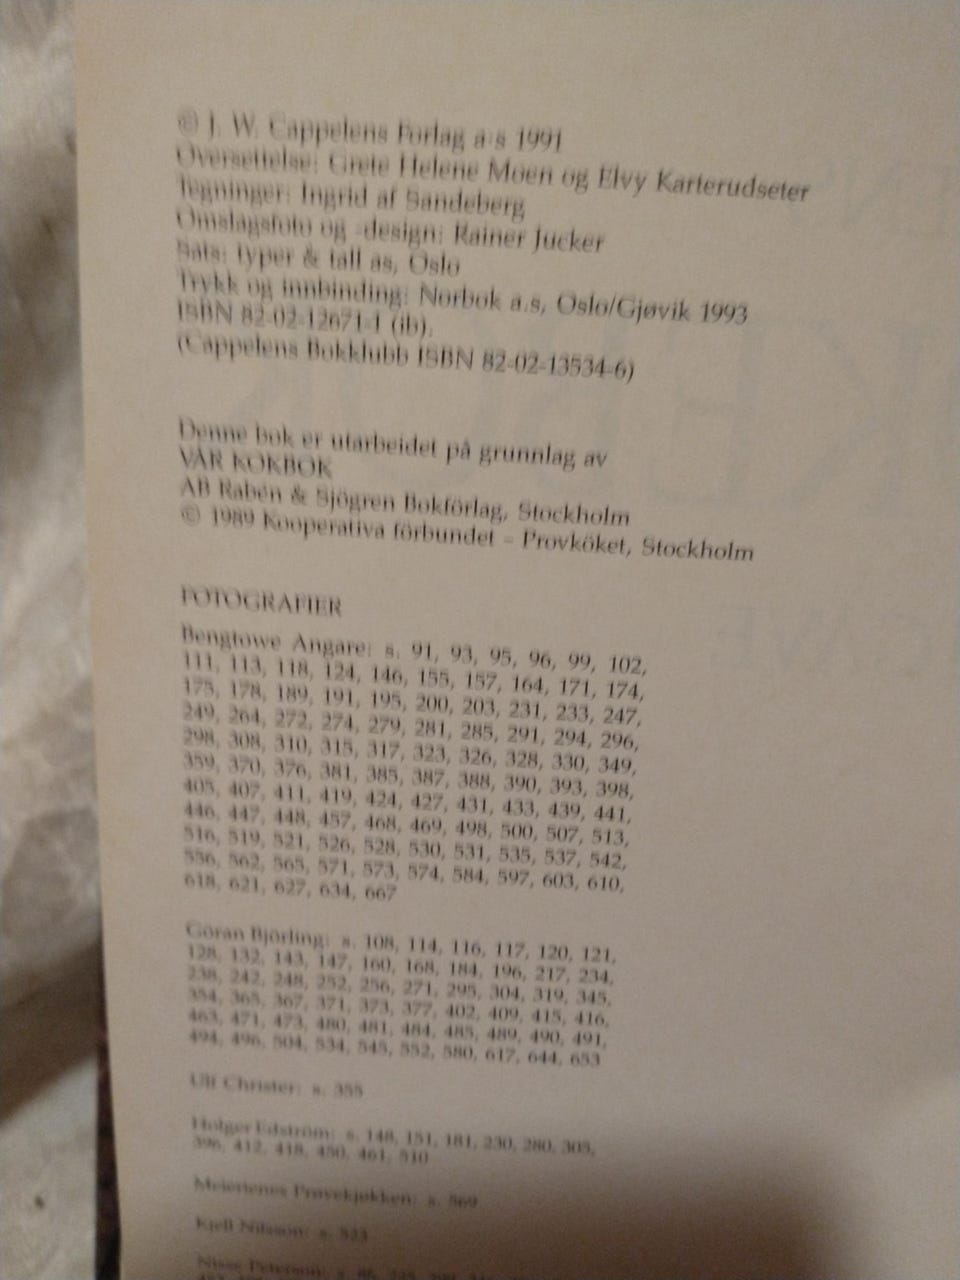 © J. W. Cappelens Forlag a·s 1991
Oversettelse: Grete Helene Moen og Elvy Karterudseter
Tegninger: Ingrid af Sandeberg
Omslagsfoto og -design: Rainer Jucker
Sats: typer & tall as, Oslo
Trykk og innbinding: Norbok a.s, Oslo/Gjøvik 1993
ISBN 82-02-12671-1 (ib).
(Cappelens Bokklubb ISBN 82-02-13534-6)
Denne bok er utarbeidet på grunnlag av
VÅR KOKBOK
AB Rabén & Sjögren Bokförlag, Stockholm
© 1989 Kooperativa förbundet – Provköket, Stockholm
FOTOGRAFIER
Bengtowe Angare: s. 91, 93, 95, 96, 99, 102,
111, 113, 118, 124, 146, 155, 157, 164, 171, 174,
175, 178, 189, 191, 195, 200, 203, 231, 233, 247,
249, 264, 272, 274, 279, 281, 285, 291, 294, 296,
298, 308, 310, 315, 317, 323, 326, 328, 330, 349,
359, 370, 376, 381, 385, 387, 388, 390, 393, 398,
405, 407, 411, 419, 424, 427, 431, 433, 439, 441,
446, 447, 448, 457, 468, 469, 498, 500, 507, 513,
516, 519, 521, 526, 528, 530, 531, 535, 537, 542,
556, 562, 565, 571, 573, 574, 584, 597, 603, 610,
618, 621, 627, 634, 667
Göran Björling: s. 108, 114, 116, 117, 120, 121,
128, 132, 143, 147, 160, 168, 184, 196, 217, 234,
238, 242, 248, 252, 256, 271, 295, 304, 319, 345,
354, 365, 367, 371, 373, 377, 402, 409, 415, 416,
463, 471, 473, 480, 481, 484, 485, 489, 490, 491,
494, 496, 504, 534, 545, 552, 580, 617, 644, 653
Ulf Christer: s. 355
Holger Edström: s. 148, 151, 181, 230, 280, 305,
396, 412, 418, 450, 461, 510
Meierienes Prøvekjøkken: s. 569
Kjell Nilsson: s. 523
Nisse Peterson: s. 86,